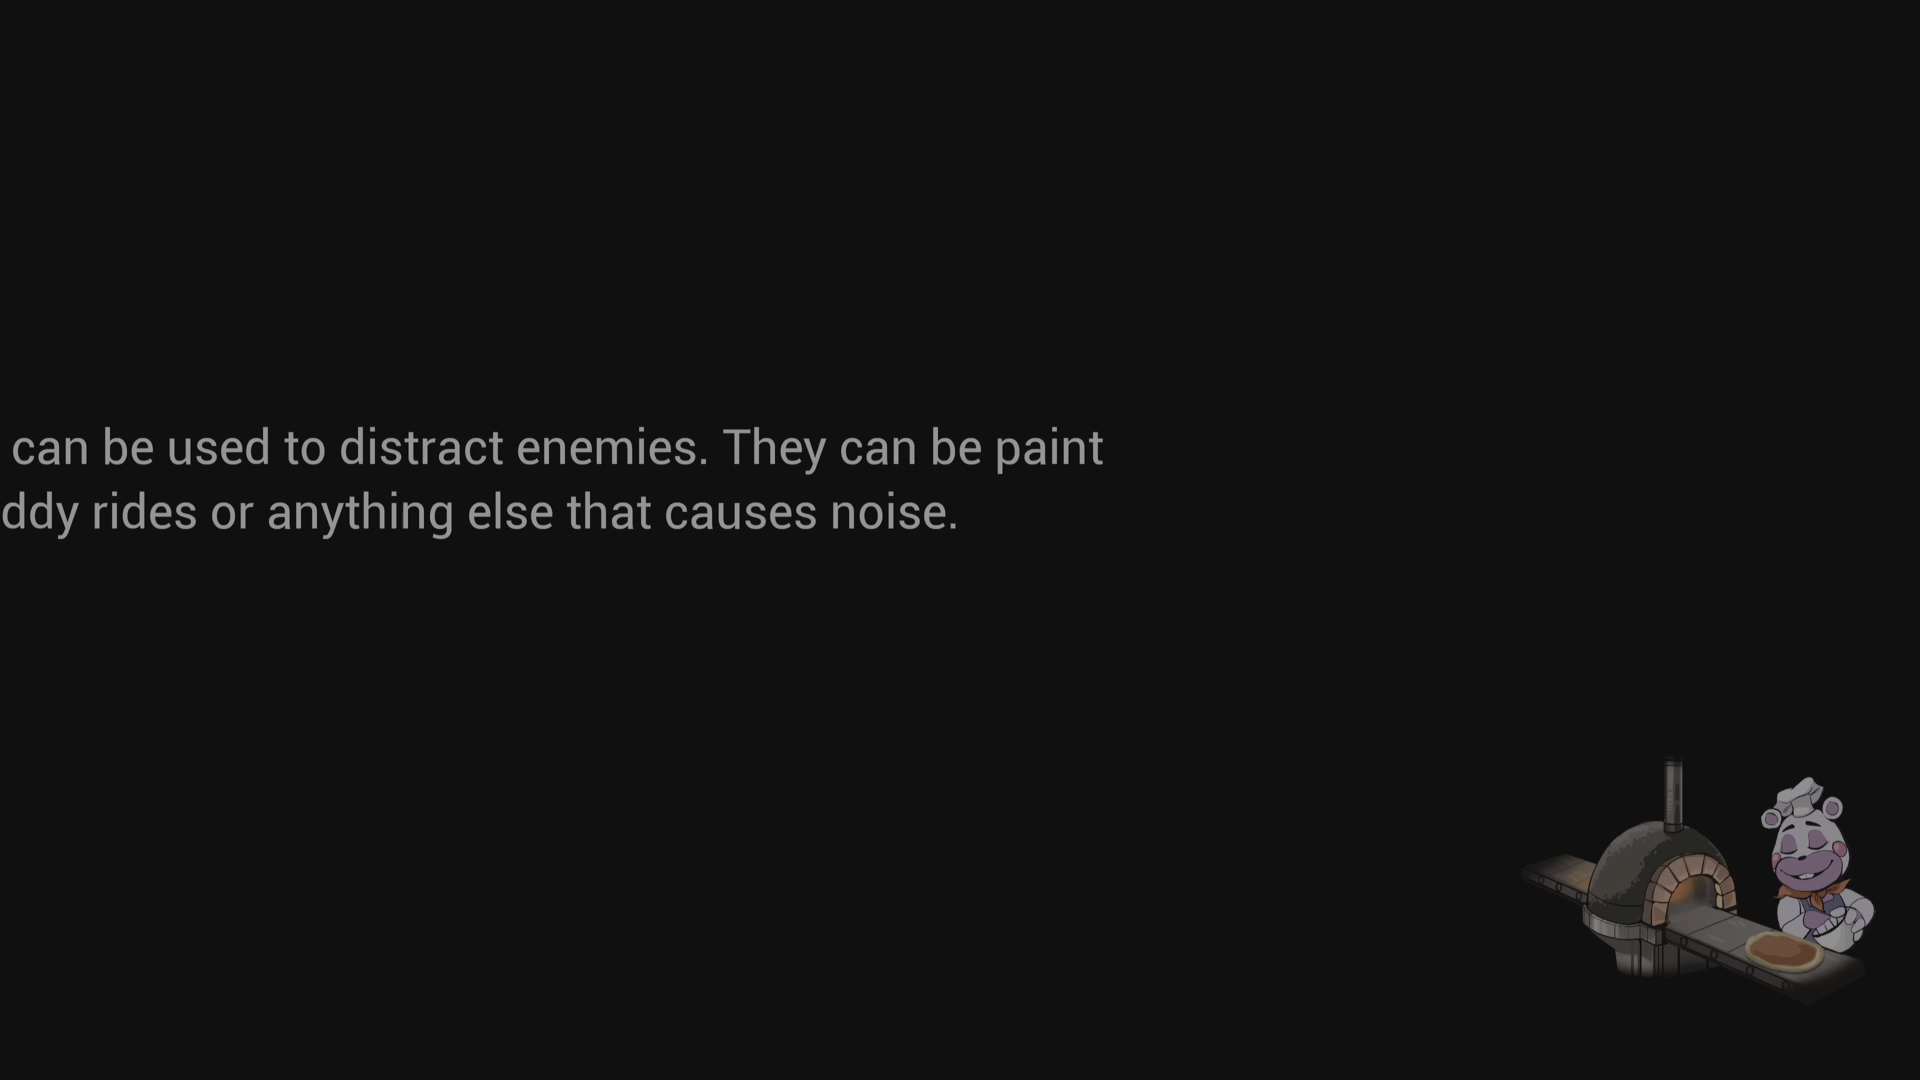 can be used to distract enemies. They can be paint
ddy rides or anything else that causes noise.